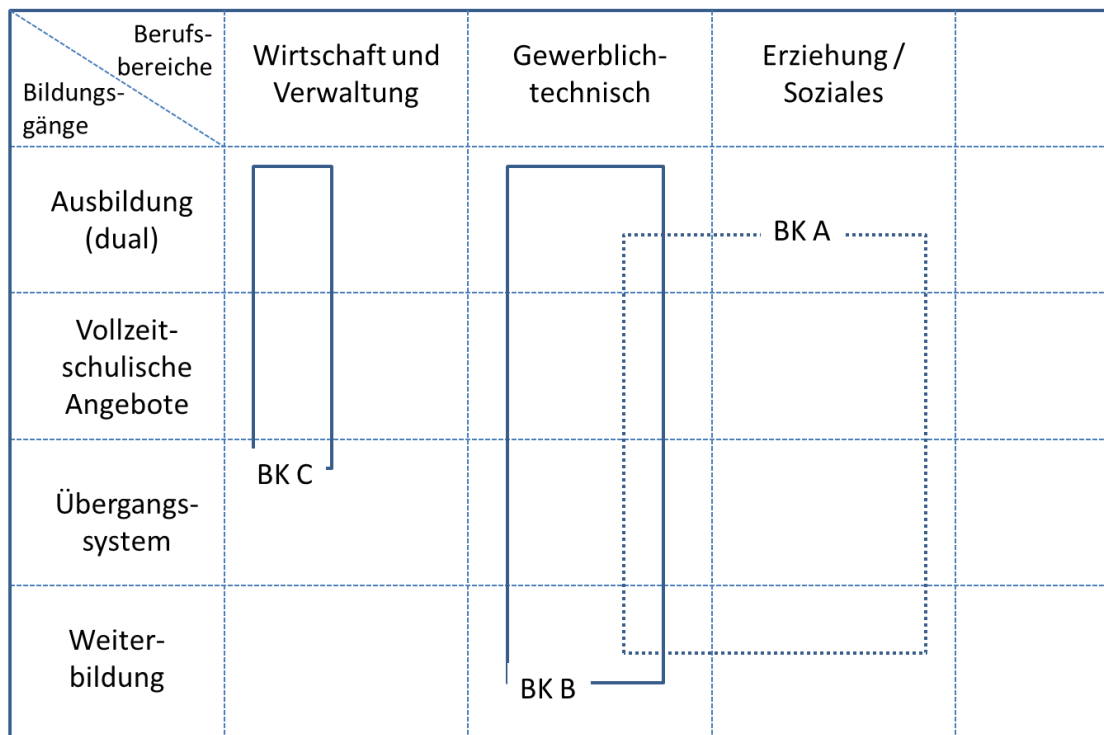 Berufs-
bereiche
Bildungs-
gänge
Wirtschaft und
Verwaltung
Gewerblich-
technisch
Erziehung /
Soziales
Ausbildung
(dual)
BK A
Vollzeit-
schulische
Angebote
BK C
Übergangs-
system
Weiter-
bildung
BK B